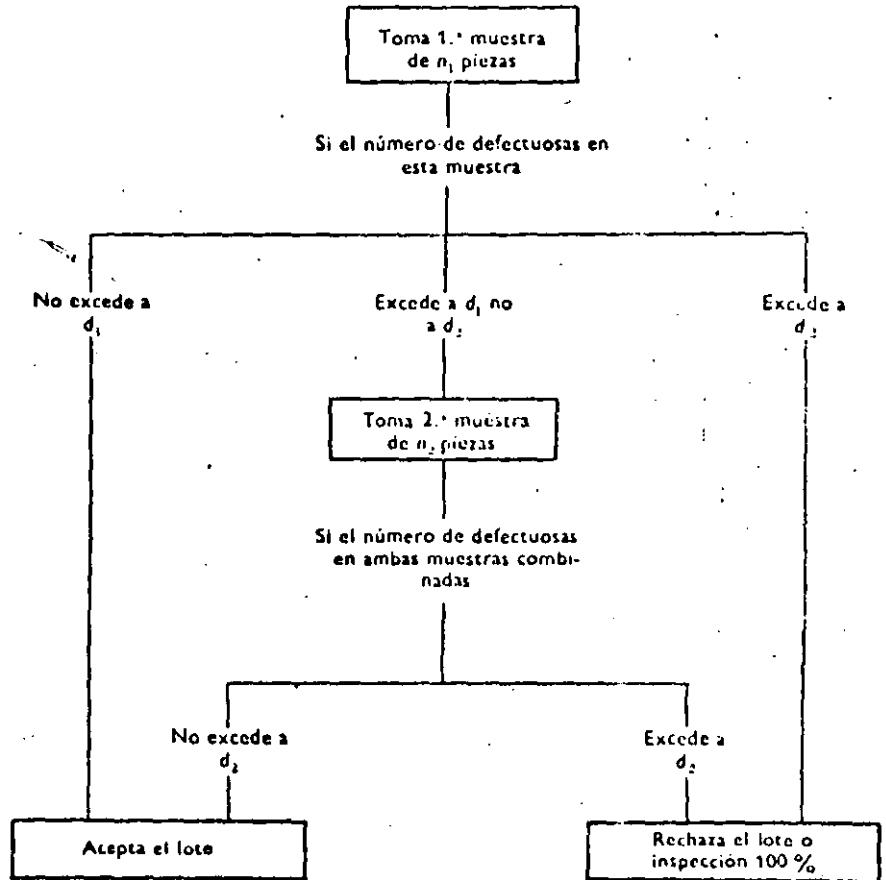 Toma 1.ª muestra
de n₁ piezas
Si el número de defectuosas en
esta muestra
No excede a
d₁
Excede a d₁ no
a d₂
Excede a
d₂
Toma 2.ª muestra
de n₂ piezas
Si el número de defectuosas
en ambas muestras combi-
nadas
No excede a
d₂
Excede a
d₂
Acepta el lote
Rechaza el lote o
inspección 100 %